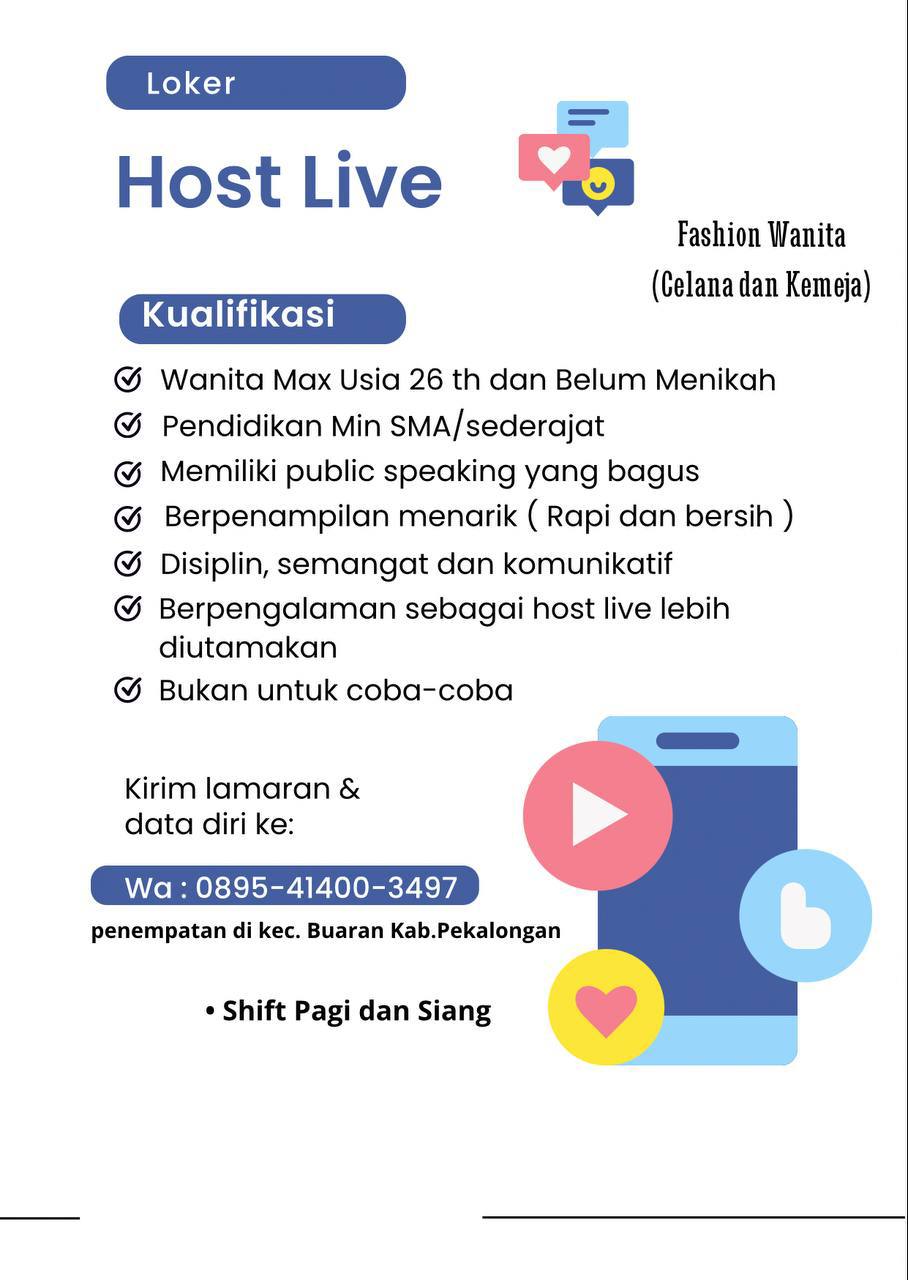 Loker
Host Live
Fashion Wanita
(Celana dan Kemeja)
Kualifikasi
Wanita Max Usia 26 th dan Belum Menikah
Pendidikan Min SMA/sederajat
Memiliki public speaking yang bagus
Berpenampilan menarik ( Rapi dan bersih )
Disiplin, semangat dan komunikatif
Berpengalaman sebagai host live lebih
diutamakan
Bukan untuk coba-coba
Kirim lamaran &
data diri ke:
Wa : 0895-41400-3497
penempatan di kec. Buaran Kab.Pekalongan
• Shift Pagi dan Siang